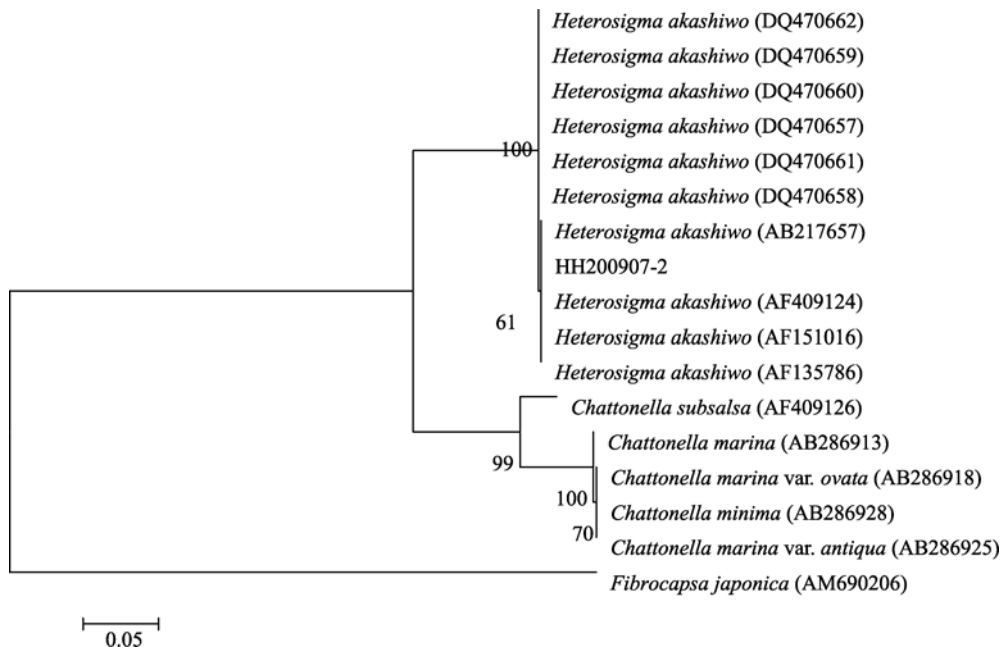 Heterosigma akashiwo (DQ470662)
Heterosigma akashiwo (DQ470659)
Heterosigma akashiwo (DQ470660)
Heterosigma akashiwo (DQ470657)
100
Heterosigma akashiwo (DQ470661)
Heterosigma akashiwo (DQ470658)
Heterosigma akashiwo (AB217657)
HH200907-2
Heterosigma akashiwo (AF409124)
61
Heterosigma akashiwo (AF151016)
Heterosigma akashiwo (AF135786)
Chattonella subsalsa (AF409126)
Chattonella marina (AB286913)
99
Chattonella marina var. ovata (AB286918)
100
Chattonella minima (AB286928)
70
Chattonella marina var. antiqua (AB286925)
Fibrocapsa japonica (AM690206)
0.05